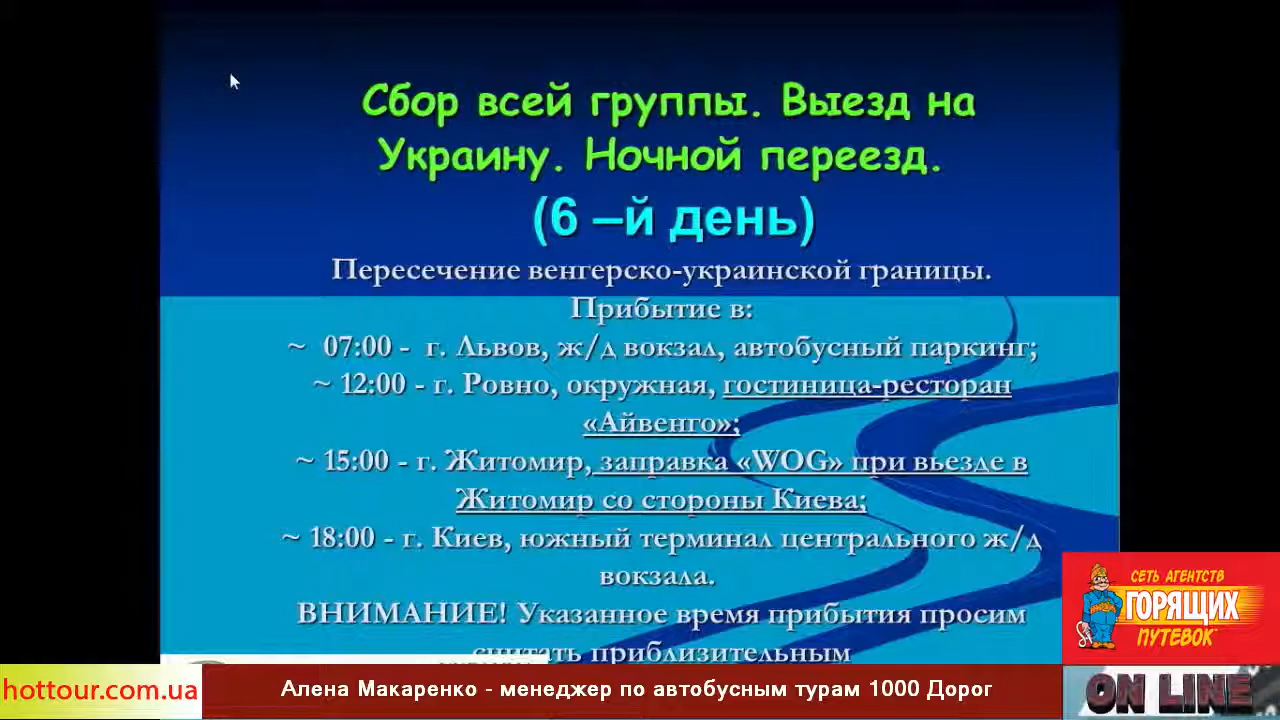 Сбор всей группы. Выезд на
Украину. Ночной переезд.
(6 –й день)
Пересечение венгерско-украинской границы.
Прибытие в:
~ 07:00 - г. Львов, ж/д вокзал, автобусный паркинг;
~ 12:00 - г. Ровно, окружная, гостиница-ресторан
«Айвенго»;
~ 15:00 - г. Житомир, заправка «WOG» при вьезде в
Житомир со стороны Киева;
~ 18:00 - г. Киев, южный терминал центрального ж/д
вокзала.
ВНИМАНИЕ! Указанное время прибытия просим
считать приблизительным
СЕТЬ АГЕНТСТВ
ГОРЯЩИХ
ПУТЕВОК
hottour.com.ua
Алена Макаренко - менеджер по автобусным турам 1000 Дорог
ON LINE